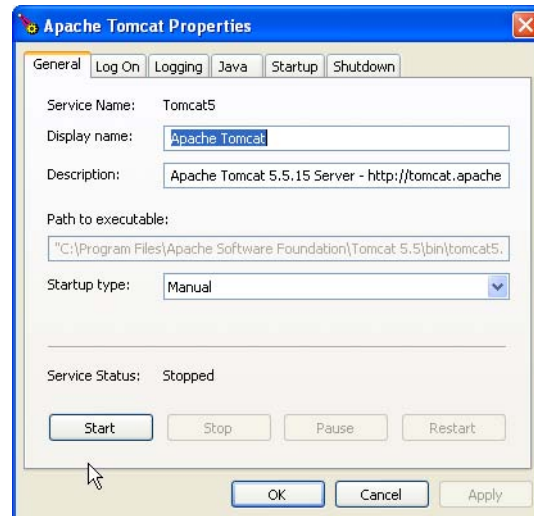 Apache Tomcat Properties
General Log On Logging Java Startup Shutdown
Service Name: Tomcat5
Display name: Apache Tomcat
Description: Apache Tomcat 5.5.15 Server - http://tomcat.apache
Path to executable:
"C:\Program Files\Apache Software Foundation\Tomcat 5.5\bin\tomcat5.
Startup type: Manual
Service Status: Stopped
Start Stop Pause Restart
OK Cancel Apply